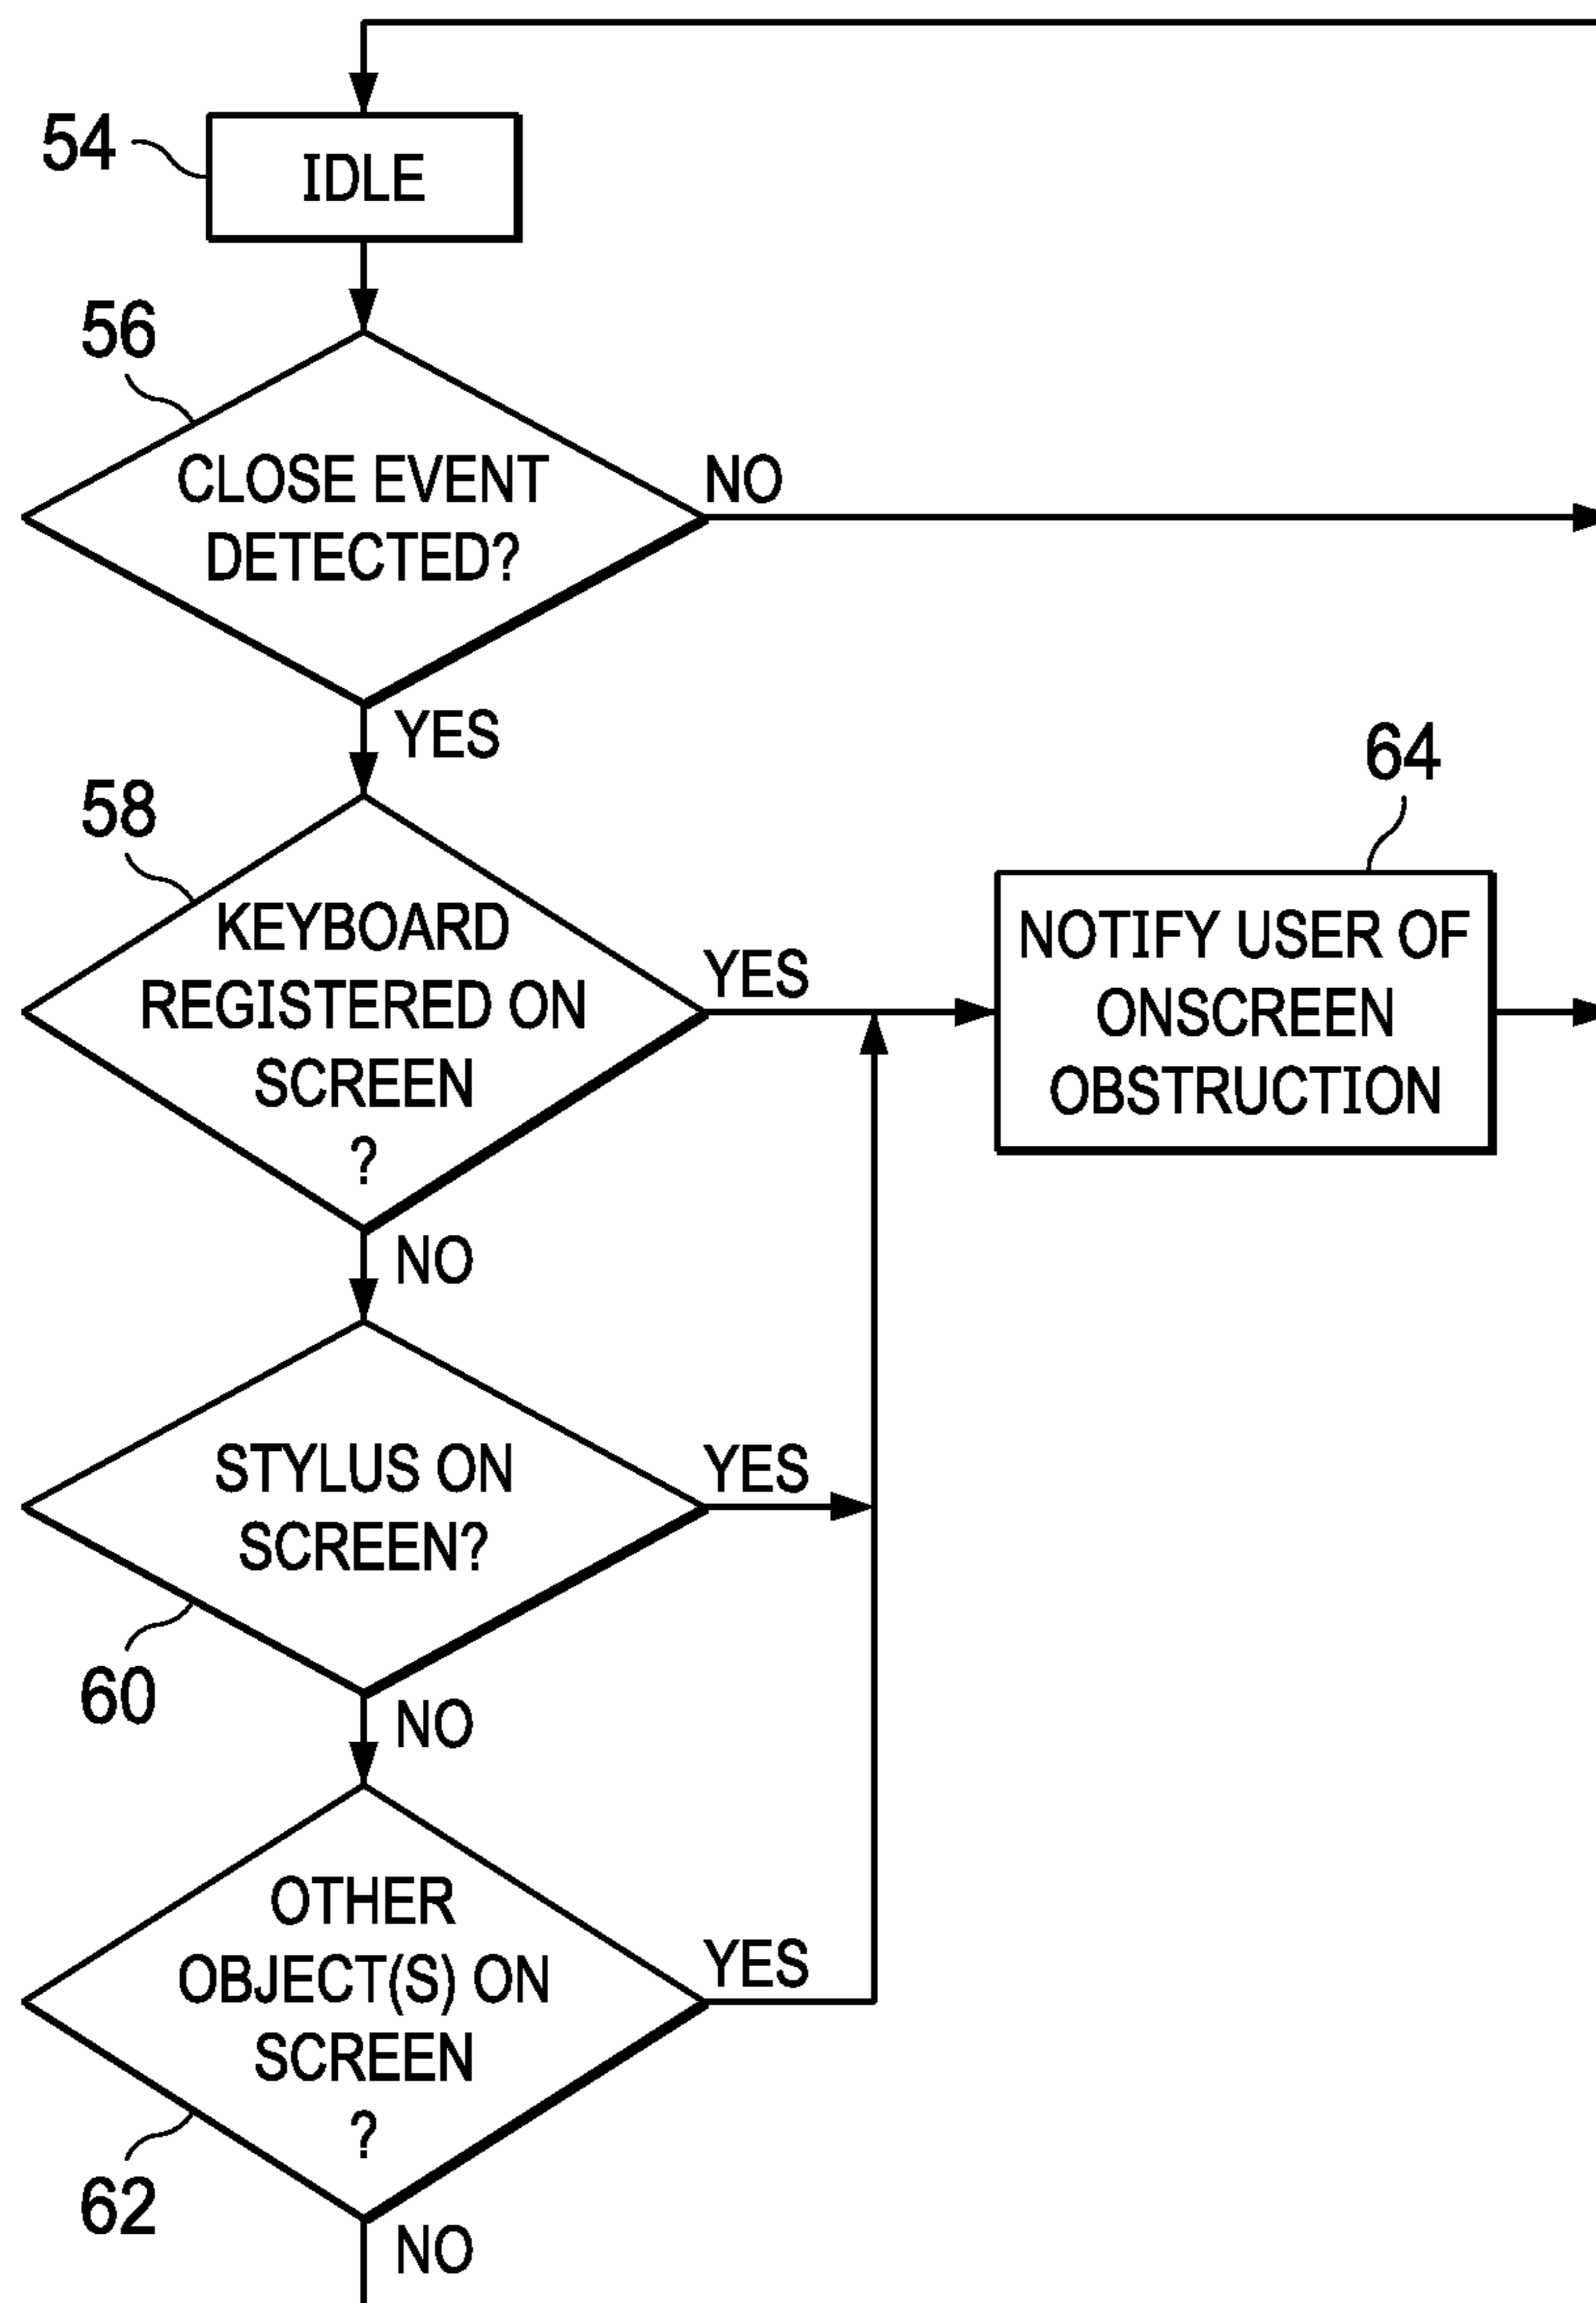 54
IDLE
56
CLOSE EVENT
DETECTED?
NO
YES
58
KEYBOARD
REGISTERED ON
SCREEN
?
YES
64
NOTIFY USER OF
ONSCREEN
OBSTRUCTION
NO
STYLUS ON
SCREEN?
YES
60
NO
OTHER
OBJECT(S) ON
SCREEN
?
YES
62
NO